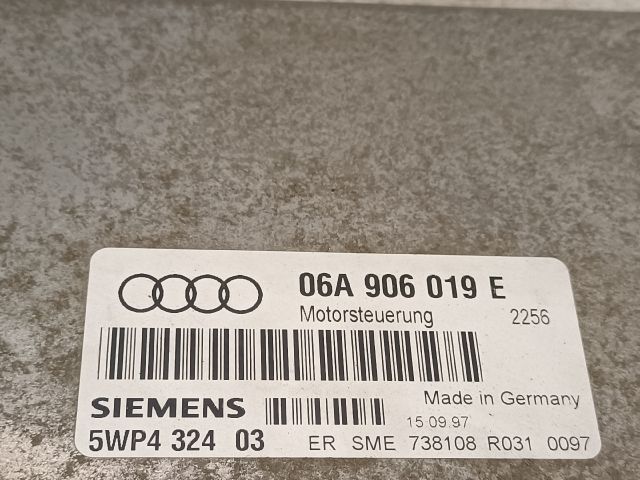 06A 906 019 E
Motorsteuerung 2256
Made in Germany
SIEMENS 15 09.97
5WP4 324 03 ER SME 738108 R031 0097